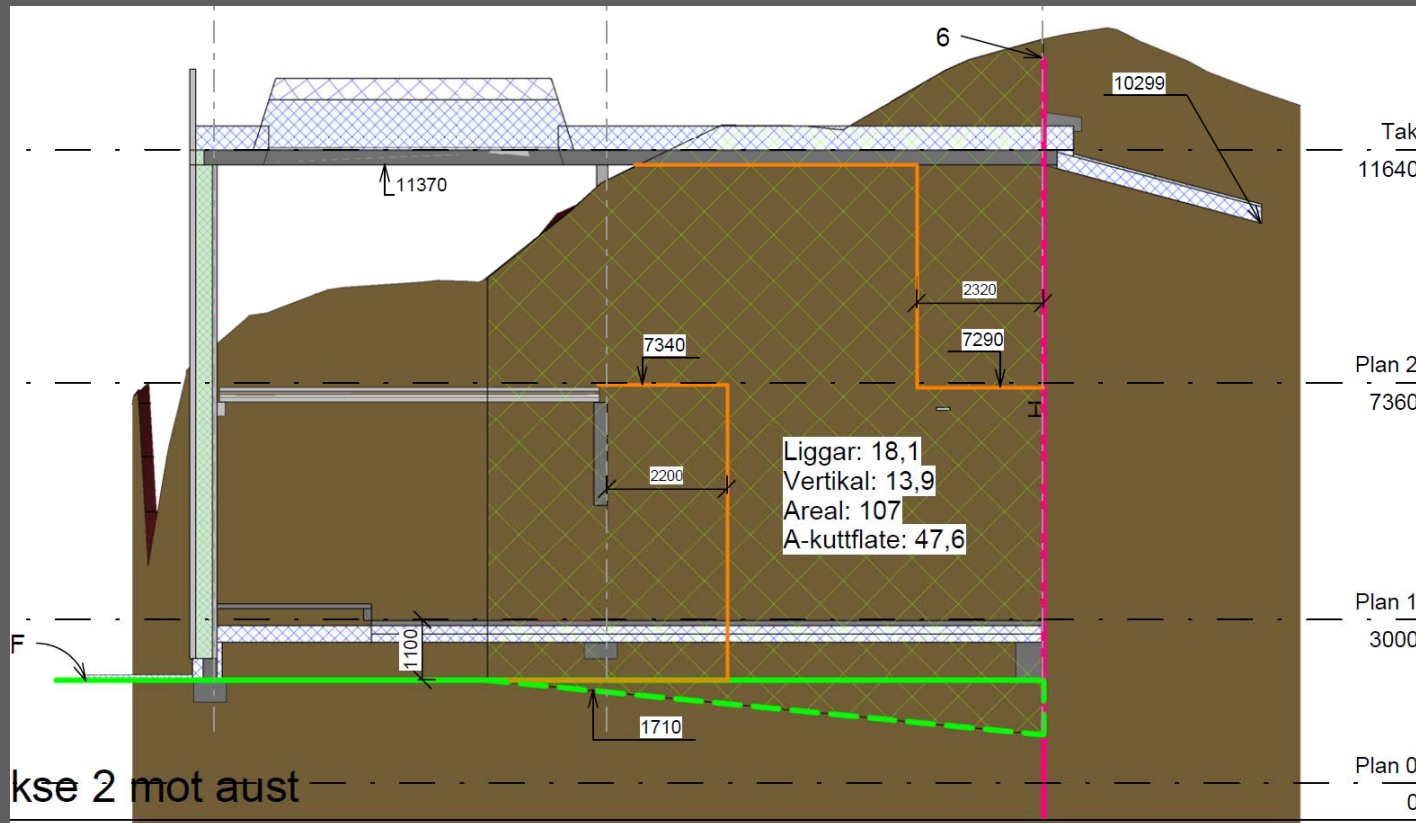 6
10299
Tak
11640
11370
2320
7340
7290
Plan 2
7360
Liggar: 18,1
Vertikal: 13,9
Areal: 107
A-kuttflate: 47,6
2200
Plan 1
3000
1100
F
1710
Plan 0
0
kse 2 mot aust